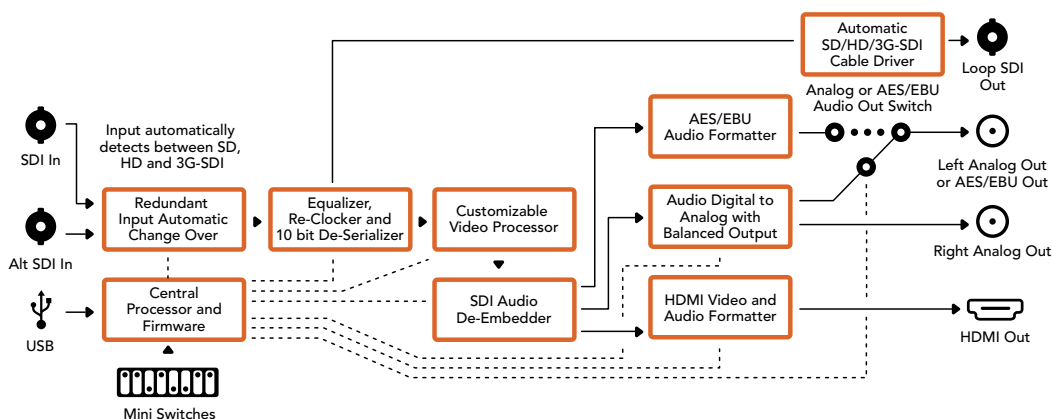 Automatic
SD/HD/3G-SDI
Cable Driver
Loop SDI
Out
Analog or AES/EBU
Audio Out Switch
SDI In
Input automatically
detects between SD,
HD and 3G-SDI
AES/EBU
Audio Formatter
Left Analog Out
or AES/EBU Out
Alt SDI In
Redundant
Input Automatic
Change Over
Equalizer,
Re-Clocker and
10 bit De-Serializer
Customizable
Video Processor
Audio Digital to
Analog with
Balanced Output
Right Analog Out
USB
Central
Processor and
Firmware
SDI Audio
De-Embedder
HDMI Video and
Audio Formatter
HDMI Out
Mini Switches